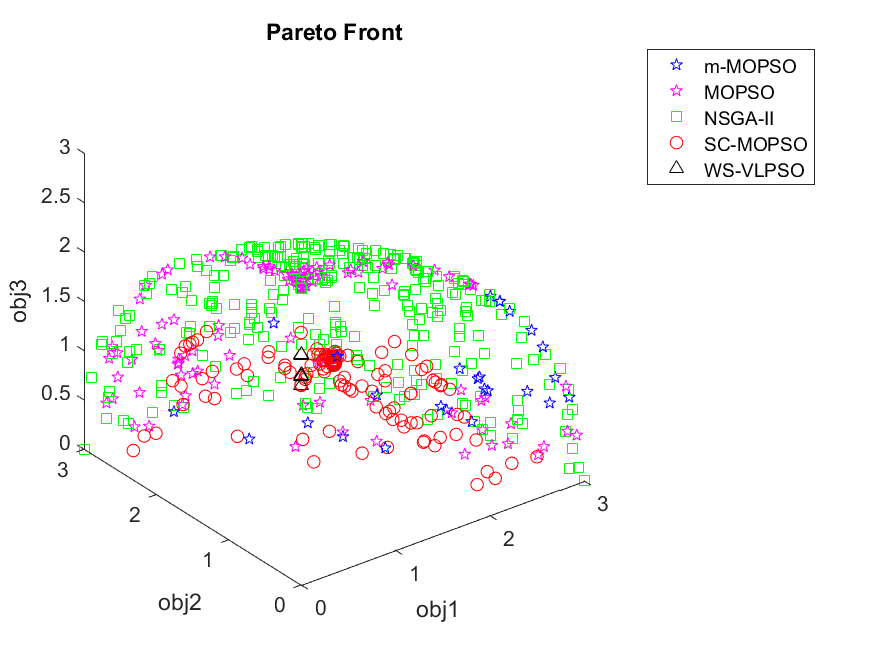 Pareto Front
m-MOPSO
MOPSO
NSGA-II
SC-MOPSO
WS-VLPSO
3
2.5
2
1.5
1
0.5
0
obj3
3
2
1
0
obj2
0
1
2
3
obj1